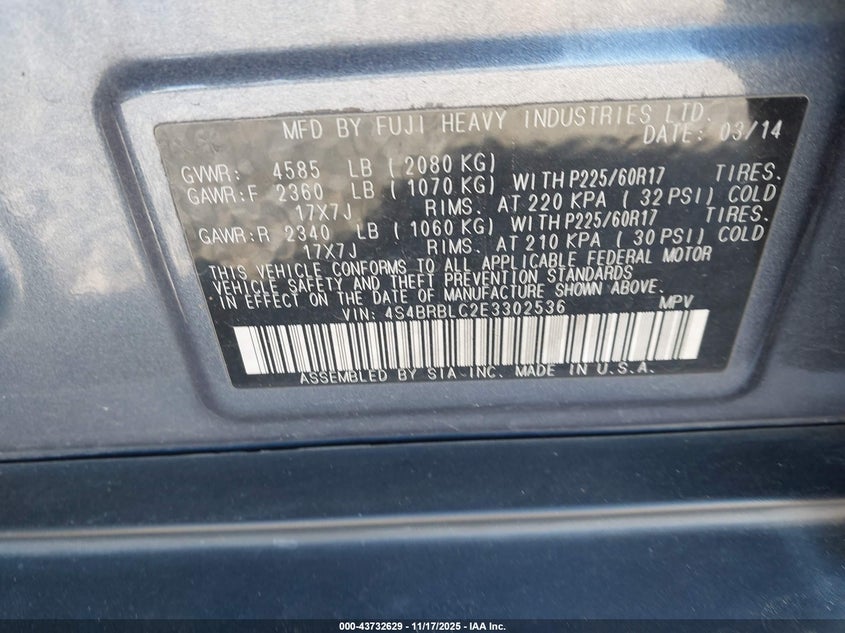 MFD BY FUJI HEAVY INDUSTRIES LTD.
DATE: 03/14
GVWR: 4585 LB (2080 KG)
GAWR:F 2360 LB (1070 KG) WITH P225/60R17 TIRES.
17X7J RIMS. AT 220 KPA (32 PSI) COLD
GAWR:R 2340 LB (1060 KG) WITH P225/60R17 TIRES.
17X7J RIMS. AT 210 KPA (30 PSI) COLD
THIS VEHICLE CONFORMS TO ALL APPLICABLE FEDERAL MOTOR
VEHICLE SAFETY AND THEFT PREVENTION STANDARDS
IN EFFECT ON THE DATE OF MANUFACTURE SHOWN ABOVE.
VIN: 4S4BRBLC2E3302536 MPV
ASSEMBLED BY SIA INC. MADE IN U.S.A.
000-43732629 - 11/17/2025 - IAA Inc.